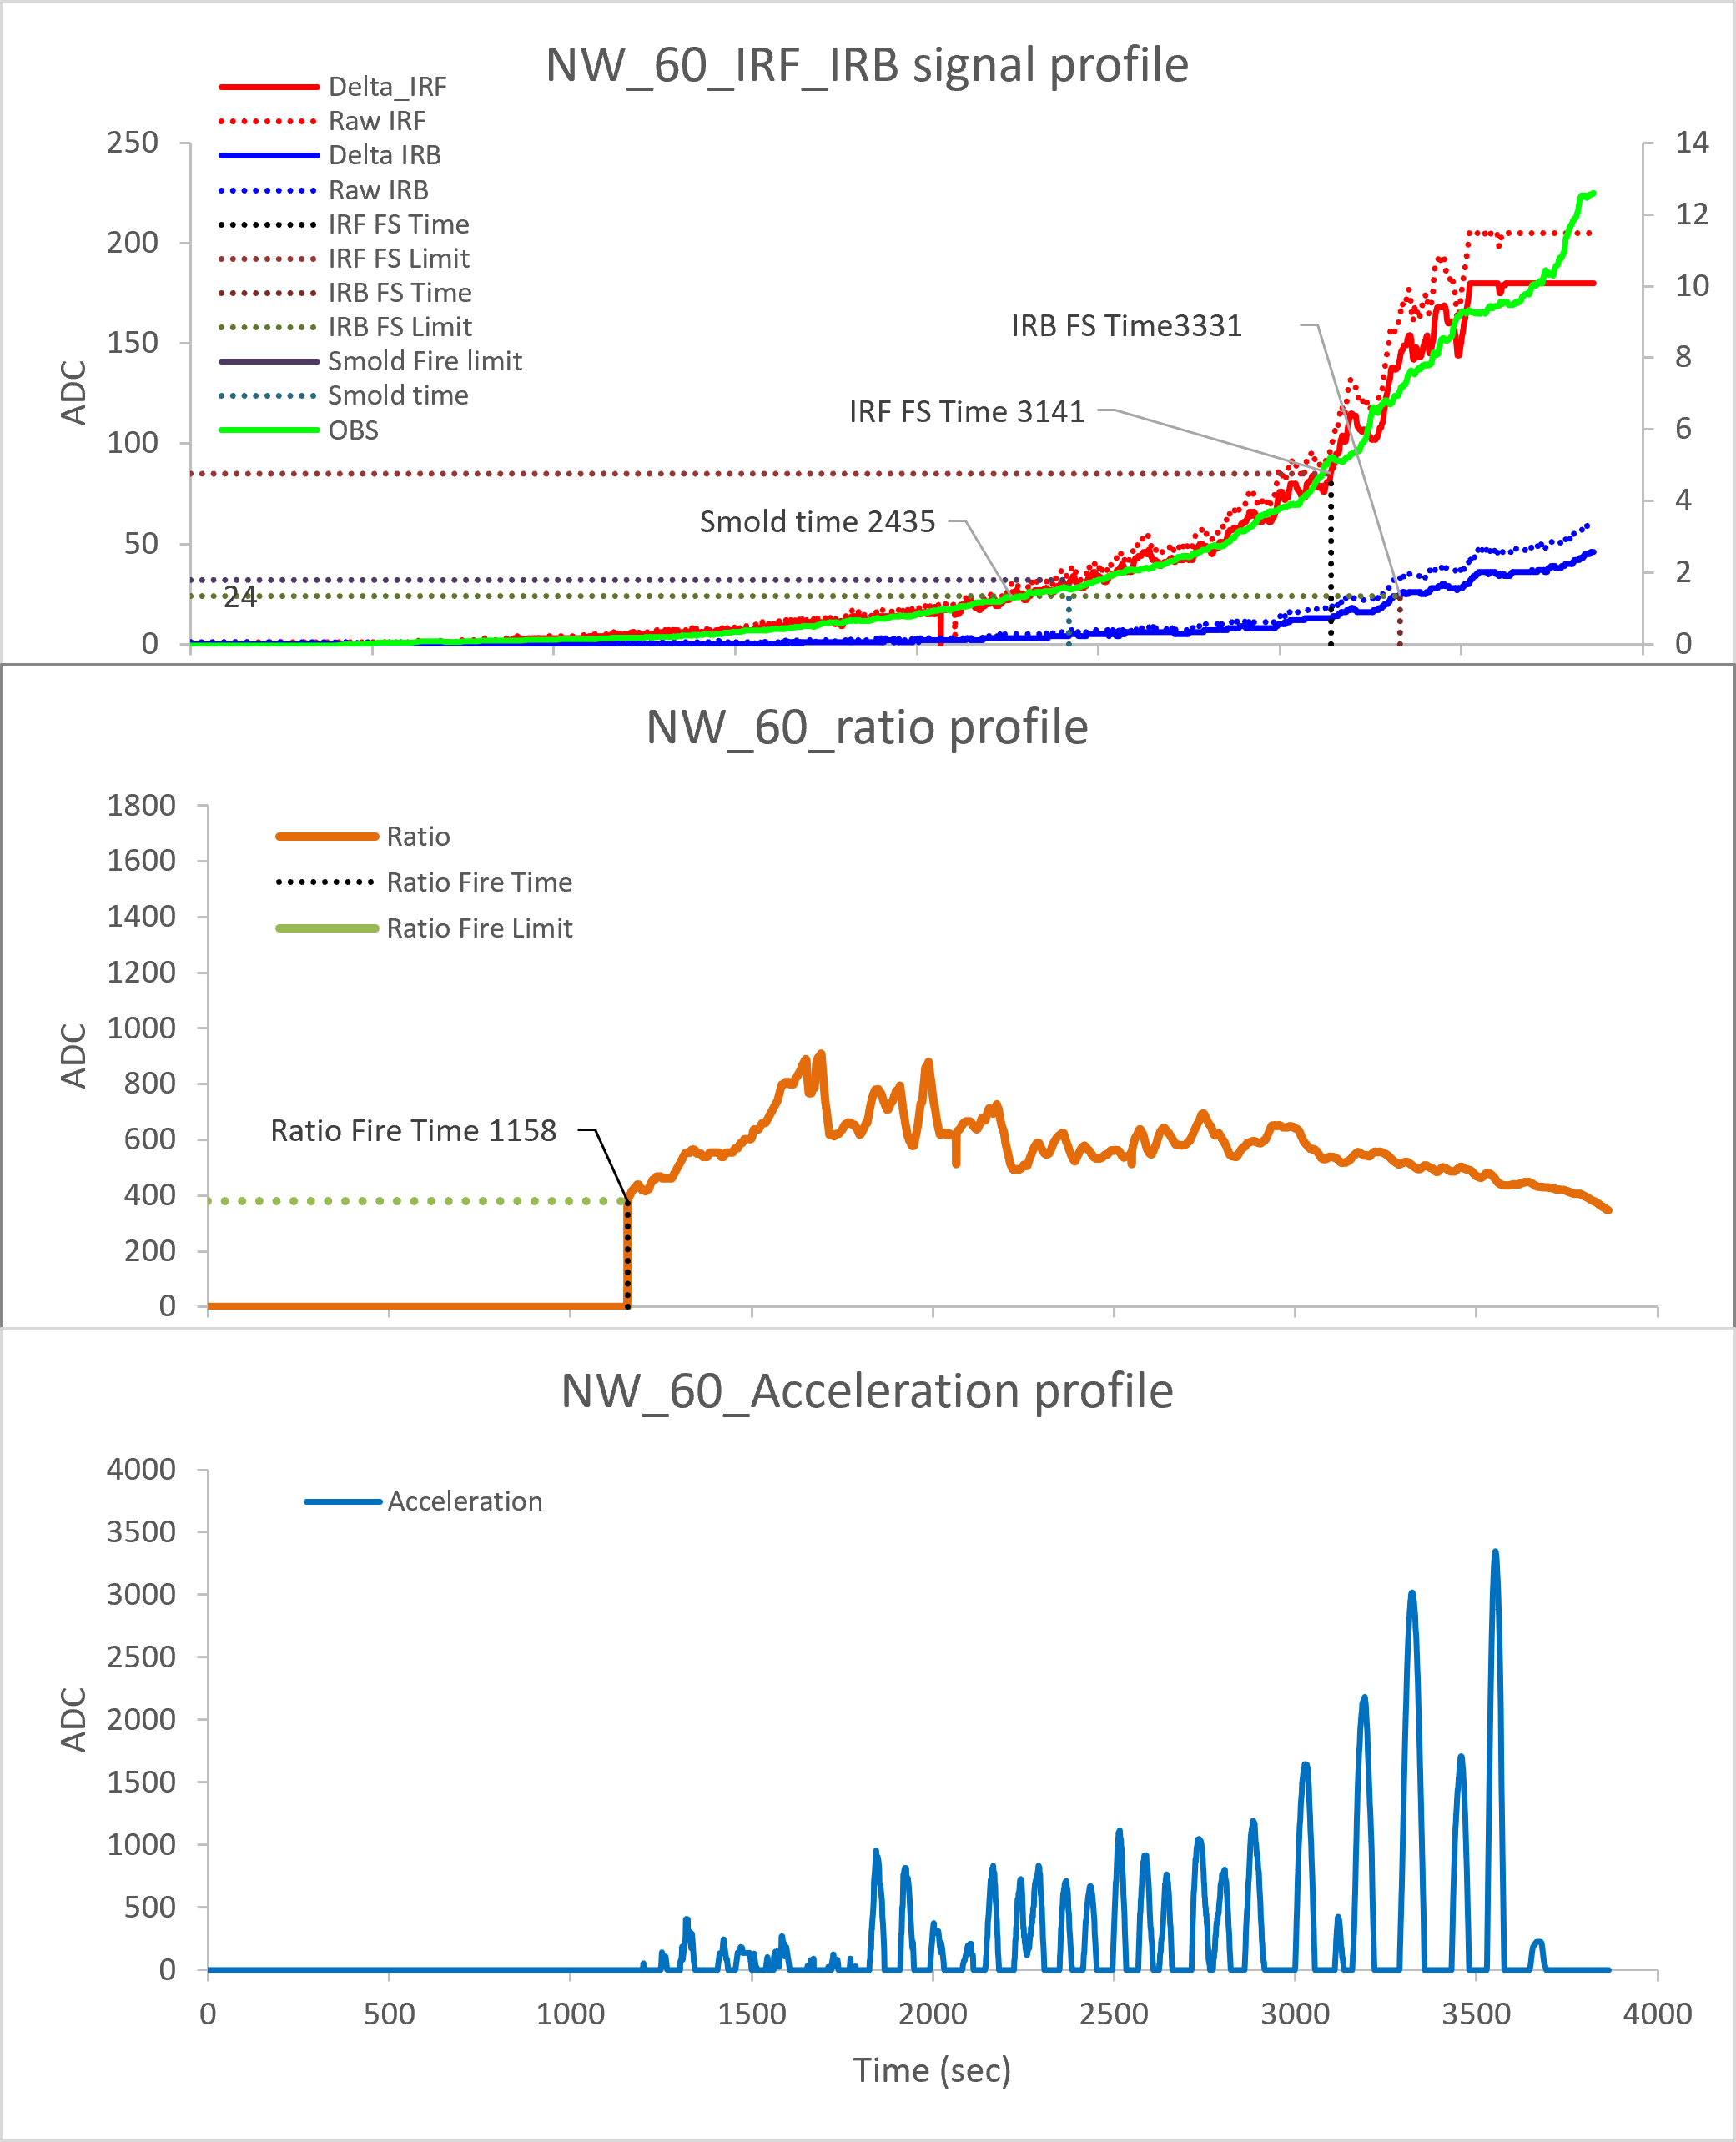 NW_60_IRF_IRB signal profile
Delta_IRF
Raw IRF
Delta IRB
Raw IRB
IRF FS Time
IRF FS Limit
IRB FS Time
IRB FS Limit
Smold Fire limit
Smold time
OBS
250
200
150
100
50
0
ADC
14
12
10
8
6
4
2
0
IRB FS Time3331
IRF FS Time 3141
Smold time 2435
24
NW_60_ratio profile
1800
1600
1400
1200
1000
800
600
400
200
0
ADC
Ratio
Ratio Fire Time
Ratio Fire Limit
Ratio Fire Time 1158
NW_60_Acceleration profile
4000
3500
3000
2500
2000
1500
1000
500
0
ADC
Acceleration
0 500 1000 1500 2000 2500 3000 3500 4000
Time (sec)